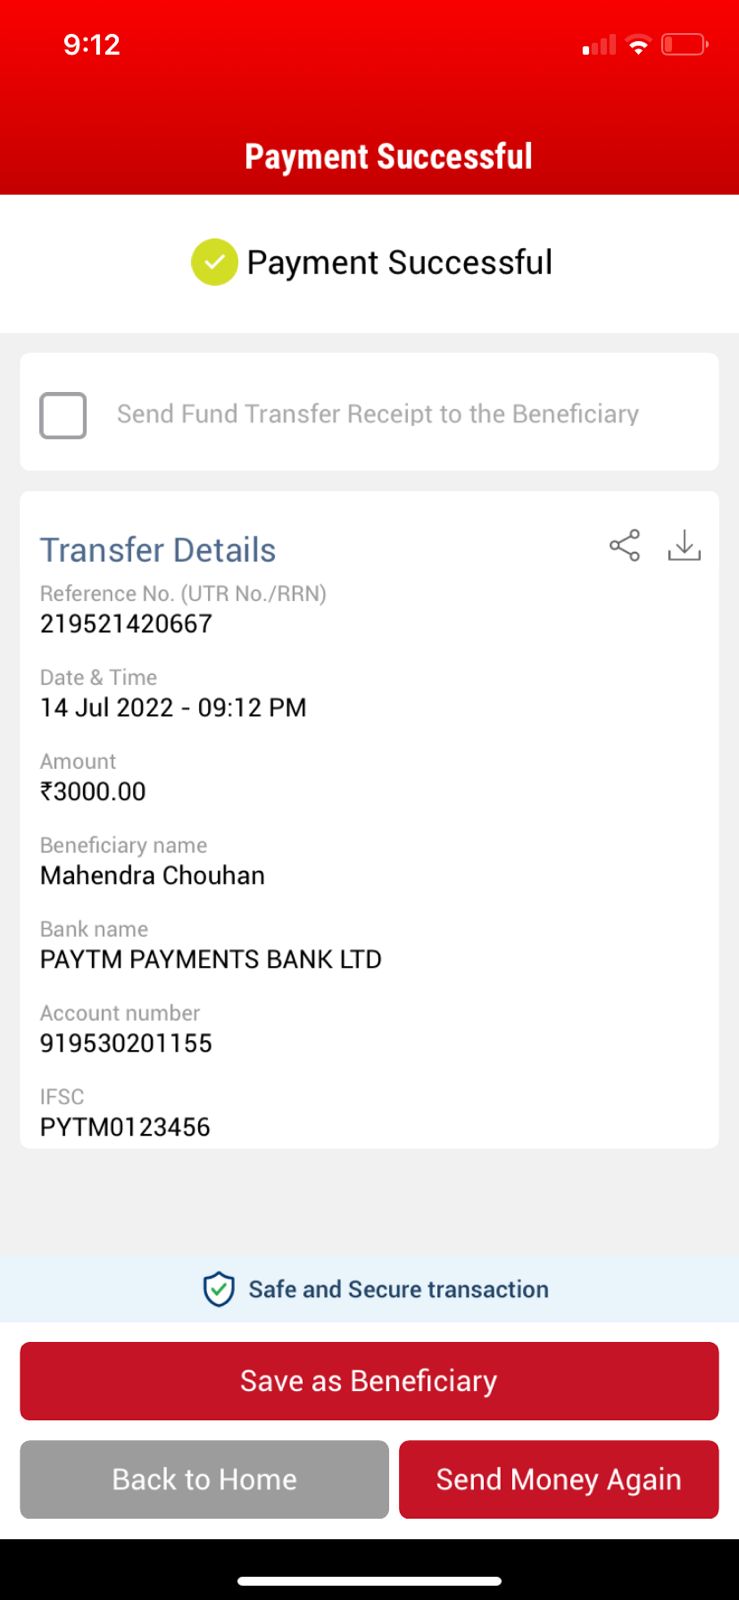 9:12
Payment Successful
Payment Successful
Send Fund Transfer Receipt to the Beneficiary
Transfer Details
Reference No. (UTR No./RRN)
219521420667
Date & Time
14 Jul 2022 - 09:12 PM
Amount
₹3000.00
Beneficiary name
Mahendra Chouhan
Bank name
PAYTM PAYMENTS BANK LTD
Account number
919530201155
IFSC
PYTM0123456
Safe and Secure transaction
Save as Beneficiary
Back to Home
Send Money Again